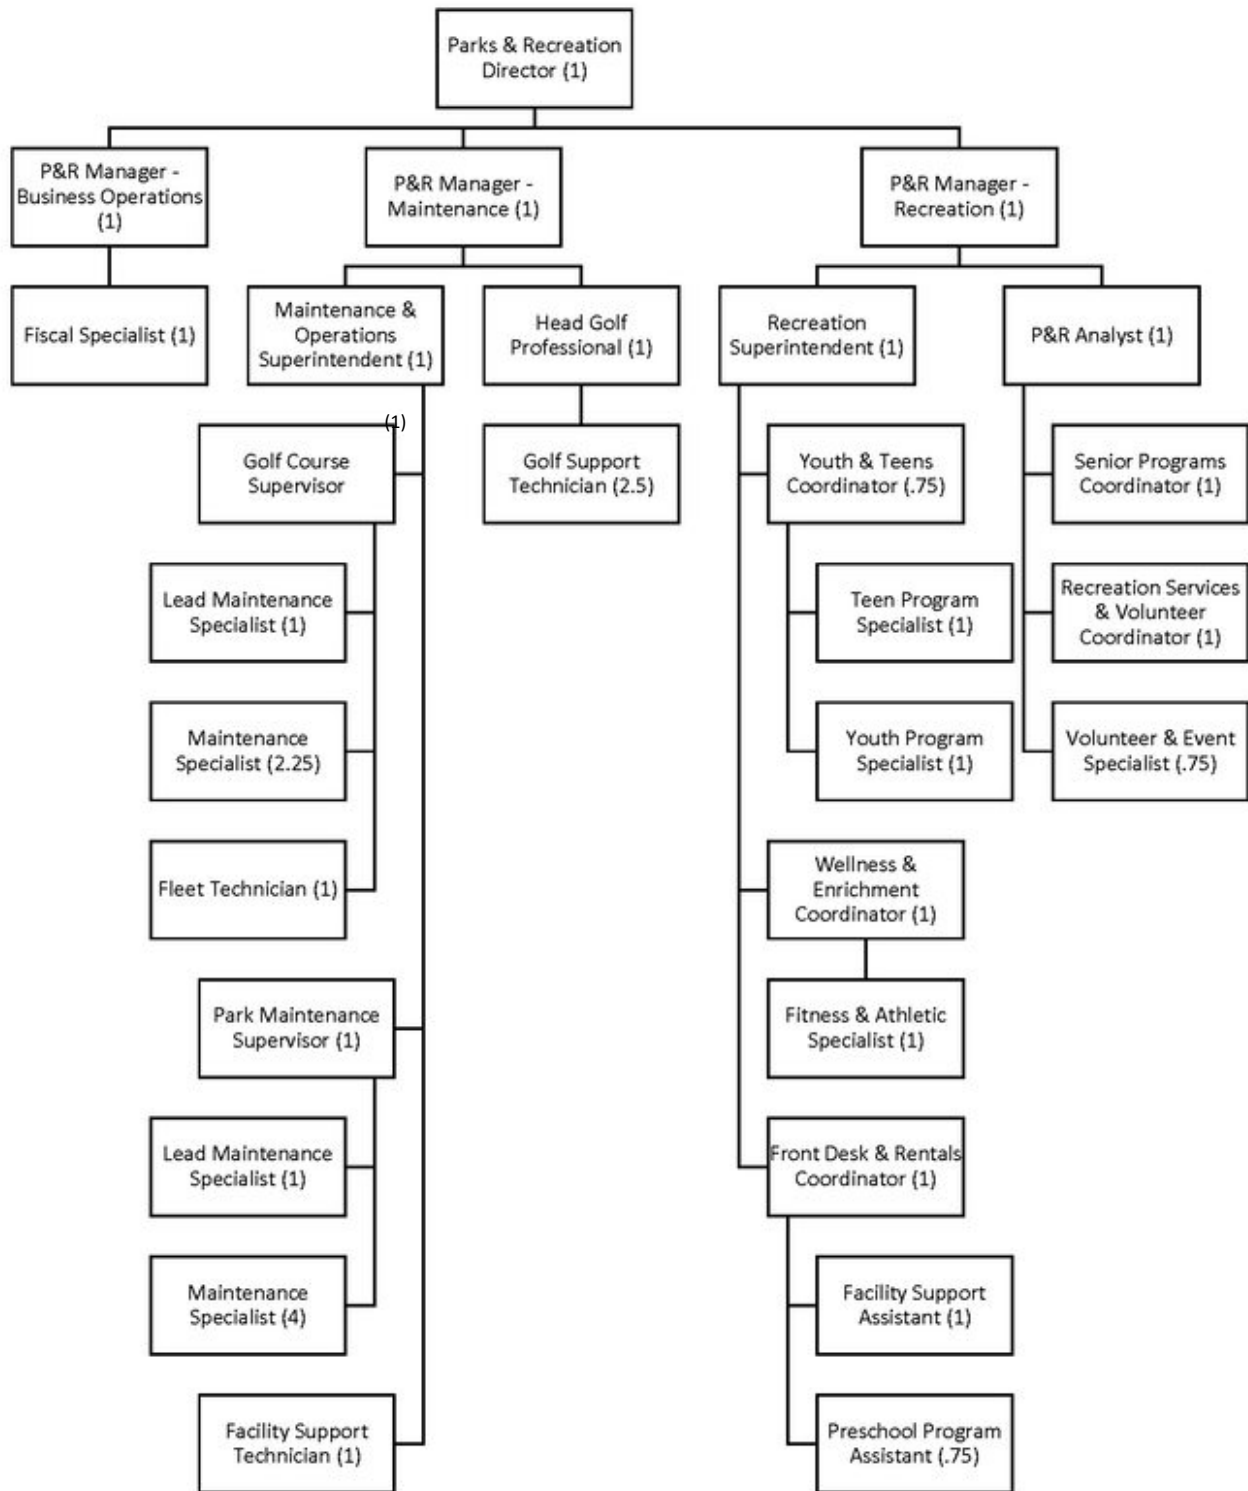 Parks & Recreation
Director (1)
P&R Manager -
Business Operations
(1)
P&R Manager -
Maintenance (1)
P&R Manager -
Recreation (1)
Fiscal Specialist (1)
Maintenance &
Operations
Superintendent (1)
Head Golf
Professional (1)
Recreation
Superintendent (1)
P&R Analyst (1)
(1)
Golf Course
Supervisor
Golf Support
Technician (2.5)
Youth & Teens
Coordinator (.75)
Senior Programs
Coordinator (1)
Lead Maintenance
Specialist (1)
Teen Program
Specialist (1)
Recreation Services
& Volunteer
Coordinator (1)
Maintenance
Specialist (2.25)
Youth Program
Specialist (1)
Volunteer & Event
Specialist (.75)
Fleet Technician (1)
Wellness &
Enrichment
Coordinator (1)
Park Maintenance
Supervisor (1)
Fitness & Athletic
Specialist (1)
Lead Maintenance
Specialist (1)
Front Desk & Rentals
Coordinator (1)
Maintenance
Specialist (4)
Facility Support
Assistant (1)
Facility Support
Technician (1)
Preschool Program
Assistant (.75)